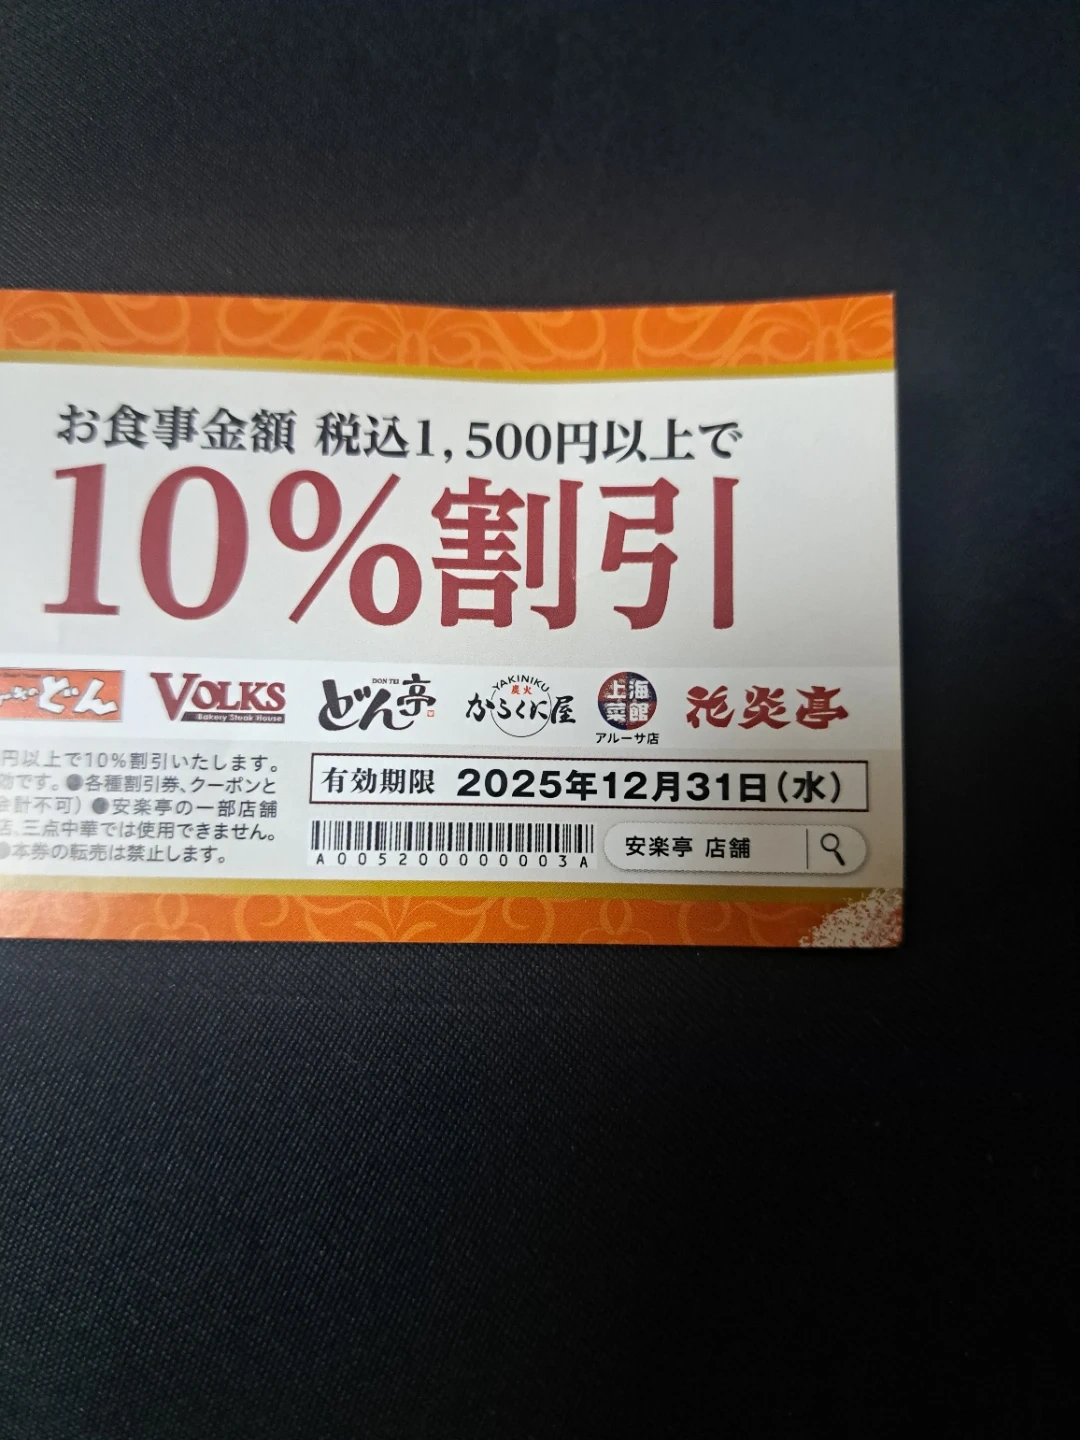 お食事金額 税込1,500円以上で
10%割引
どん
VOLKS
Bakery Steak House
DON TEI
どん亭
YAKINIKU
炭火
からくに屋
上海
菜館
アルーサ店
花炎亭
円以上で10%割引いたします。
効です。●各種割引券、クーポンと
会計不可)●安楽亭の一部店舗
店、三点中華では使用できません。
●本券の転売は禁止します。
有効期限 2025年12月31日(水)
A005200000003A
安楽亭 店舗